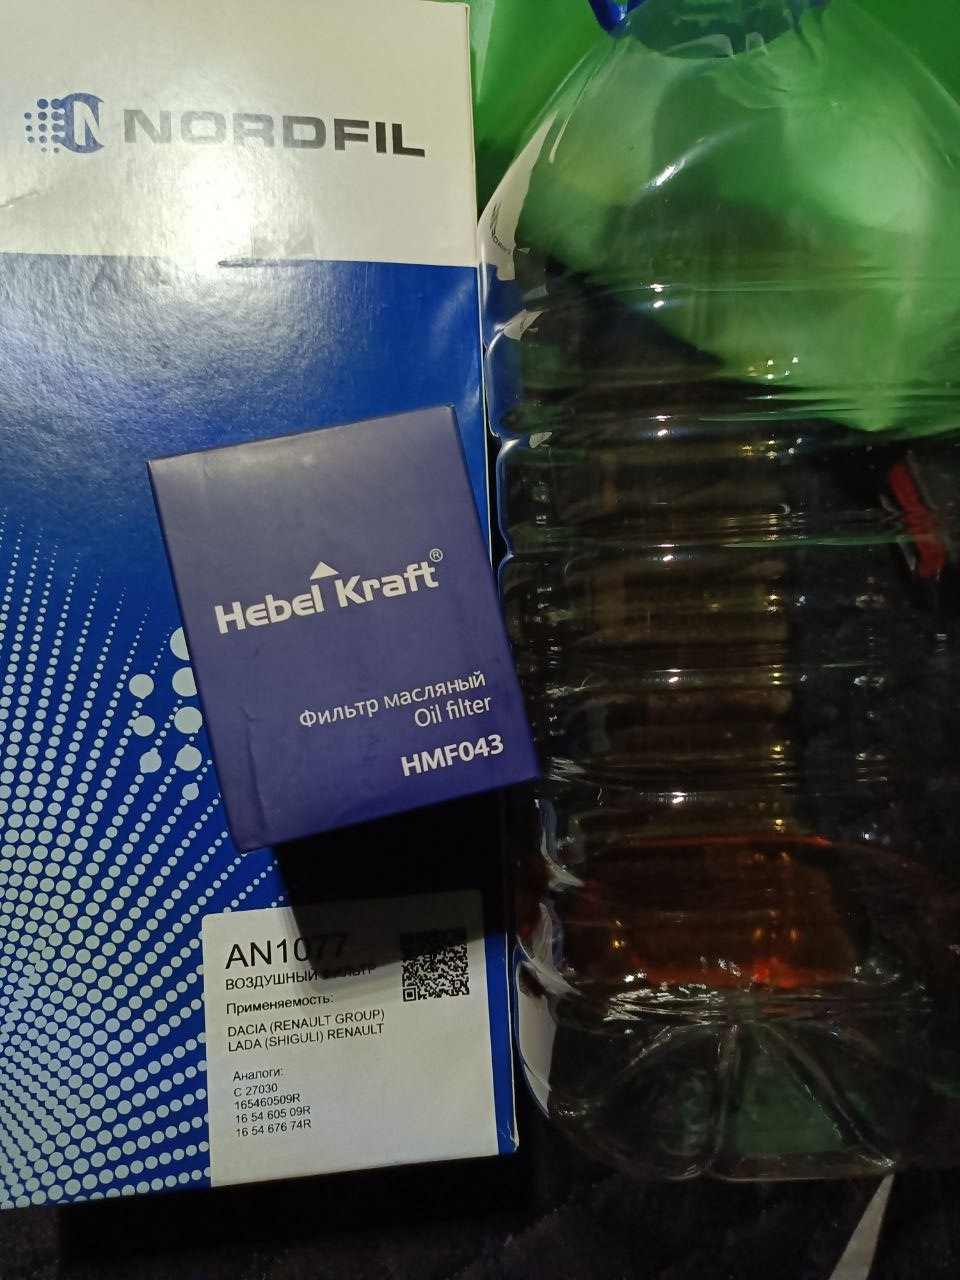 NORDFIL
Hebel Kraft®
Фильтр масляный
Oil filter
HMF043
AN1077
ВОЗДУШНЫЙ ФИЛЬТР
Применяемость:
DACIA (RENAULT GROUP)
LADA (SHIGULI) RENAULT
Аналоги:
C 27030
165460509R
16 54 605 09R
16 54 676 74R